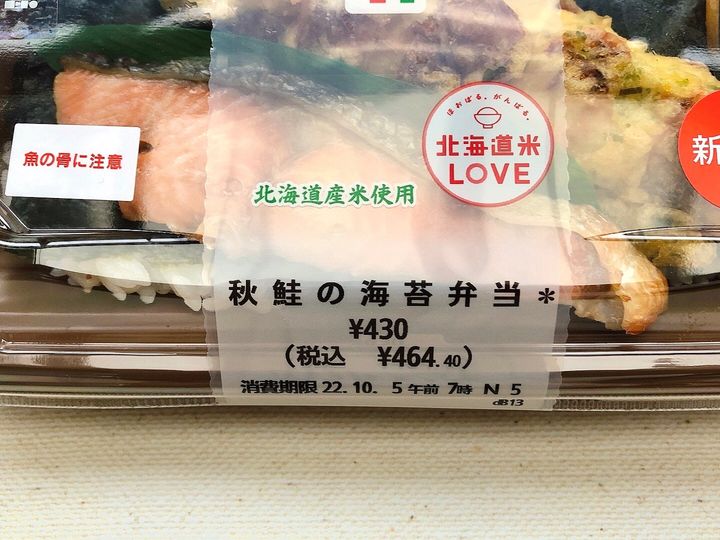 ほおばる。がんばる。
北海道米
LOVE
新
魚の骨に注意
北海道産米使用
秋鮭の海苔弁当*
¥430
(税込 ¥464.40)
消費期限 22.10. 5 午前 7時 N 5
dB13